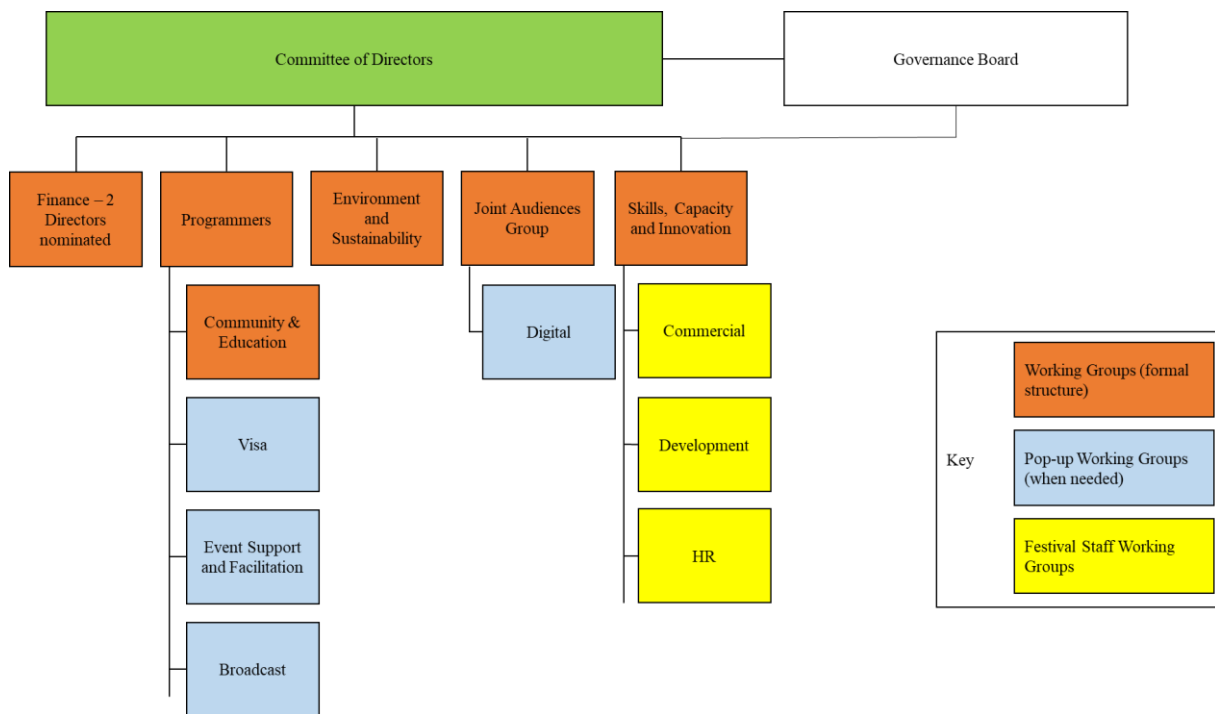 Committee of Directors
Governance Board
Finance – 2
Directors
nominated
Programmers
Environment
and
Sustainability
Joint Audiences
Group
Skills, Capacity
and Innovation
Community &
Education
Visa
Event Support
and Facilitation
Broadcast
Digital
Commercial
Development
HR
Key
Working Groups (formal
structure)
Pop-up Working Groups
(when needed)
Festival Staff Working
Groups